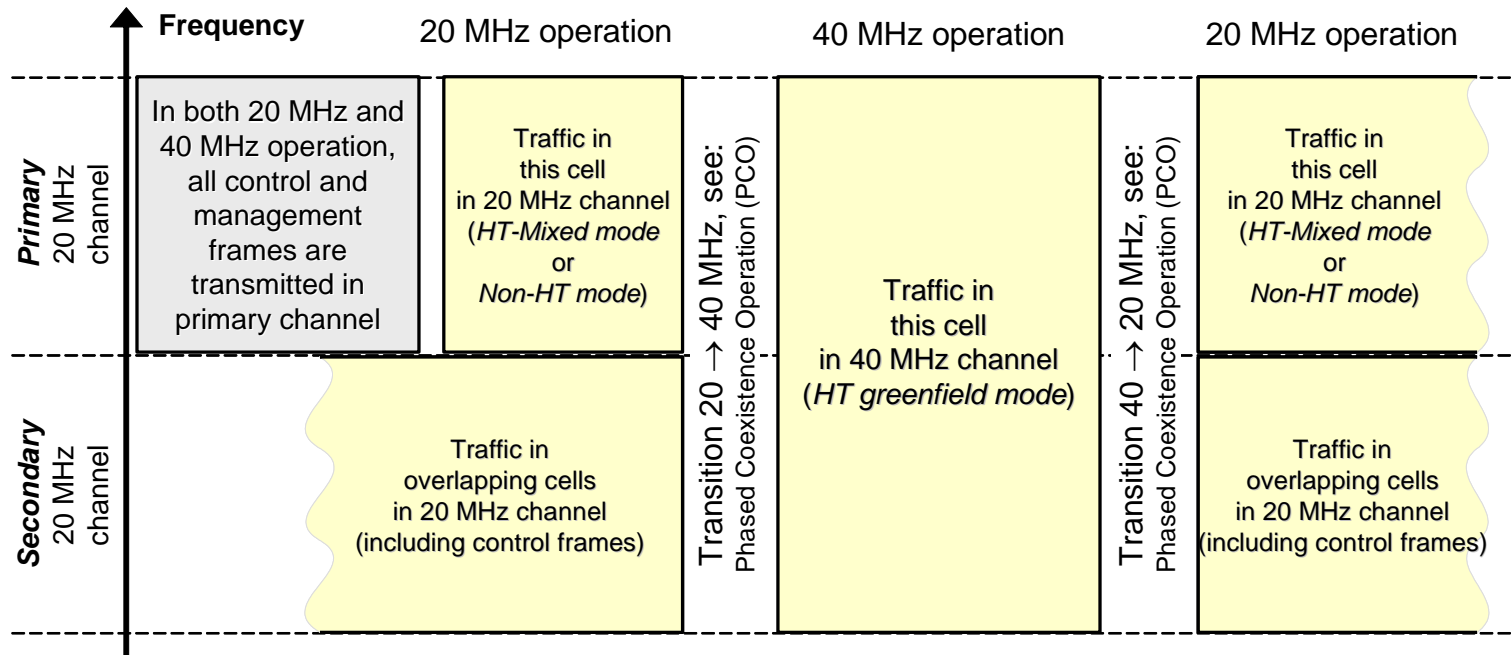 Frequency
20 MHz operation
40 MHz operation
20 MHz operation
Primary
20 MHz
channel
In both 20 MHz and
40 MHz operation,
all control and
management
frames are
transmitted in
primary channel
Traffic in
this cell
in 20 MHz channel
(HT-Mixed mode
or
Non-HT mode)
Transition 20 → 40 MHz, see:
Phased Coexistence Operation (PCO)
Traffic in
this cell
in 40 MHz channel
(HT greenfield mode)
Transition 40 → 20 MHz, see:
Phased Coexistence Operation (PCO)
Traffic in
this cell
in 20 MHz channel
(HT-Mixed mode
or
Non-HT mode)
Secondary
20 MHz
channel
Traffic in
overlapping cells
in 20 MHz channel
(including control frames)
Traffic in
overlapping cells
in 20 MHz channel
(including control frames)